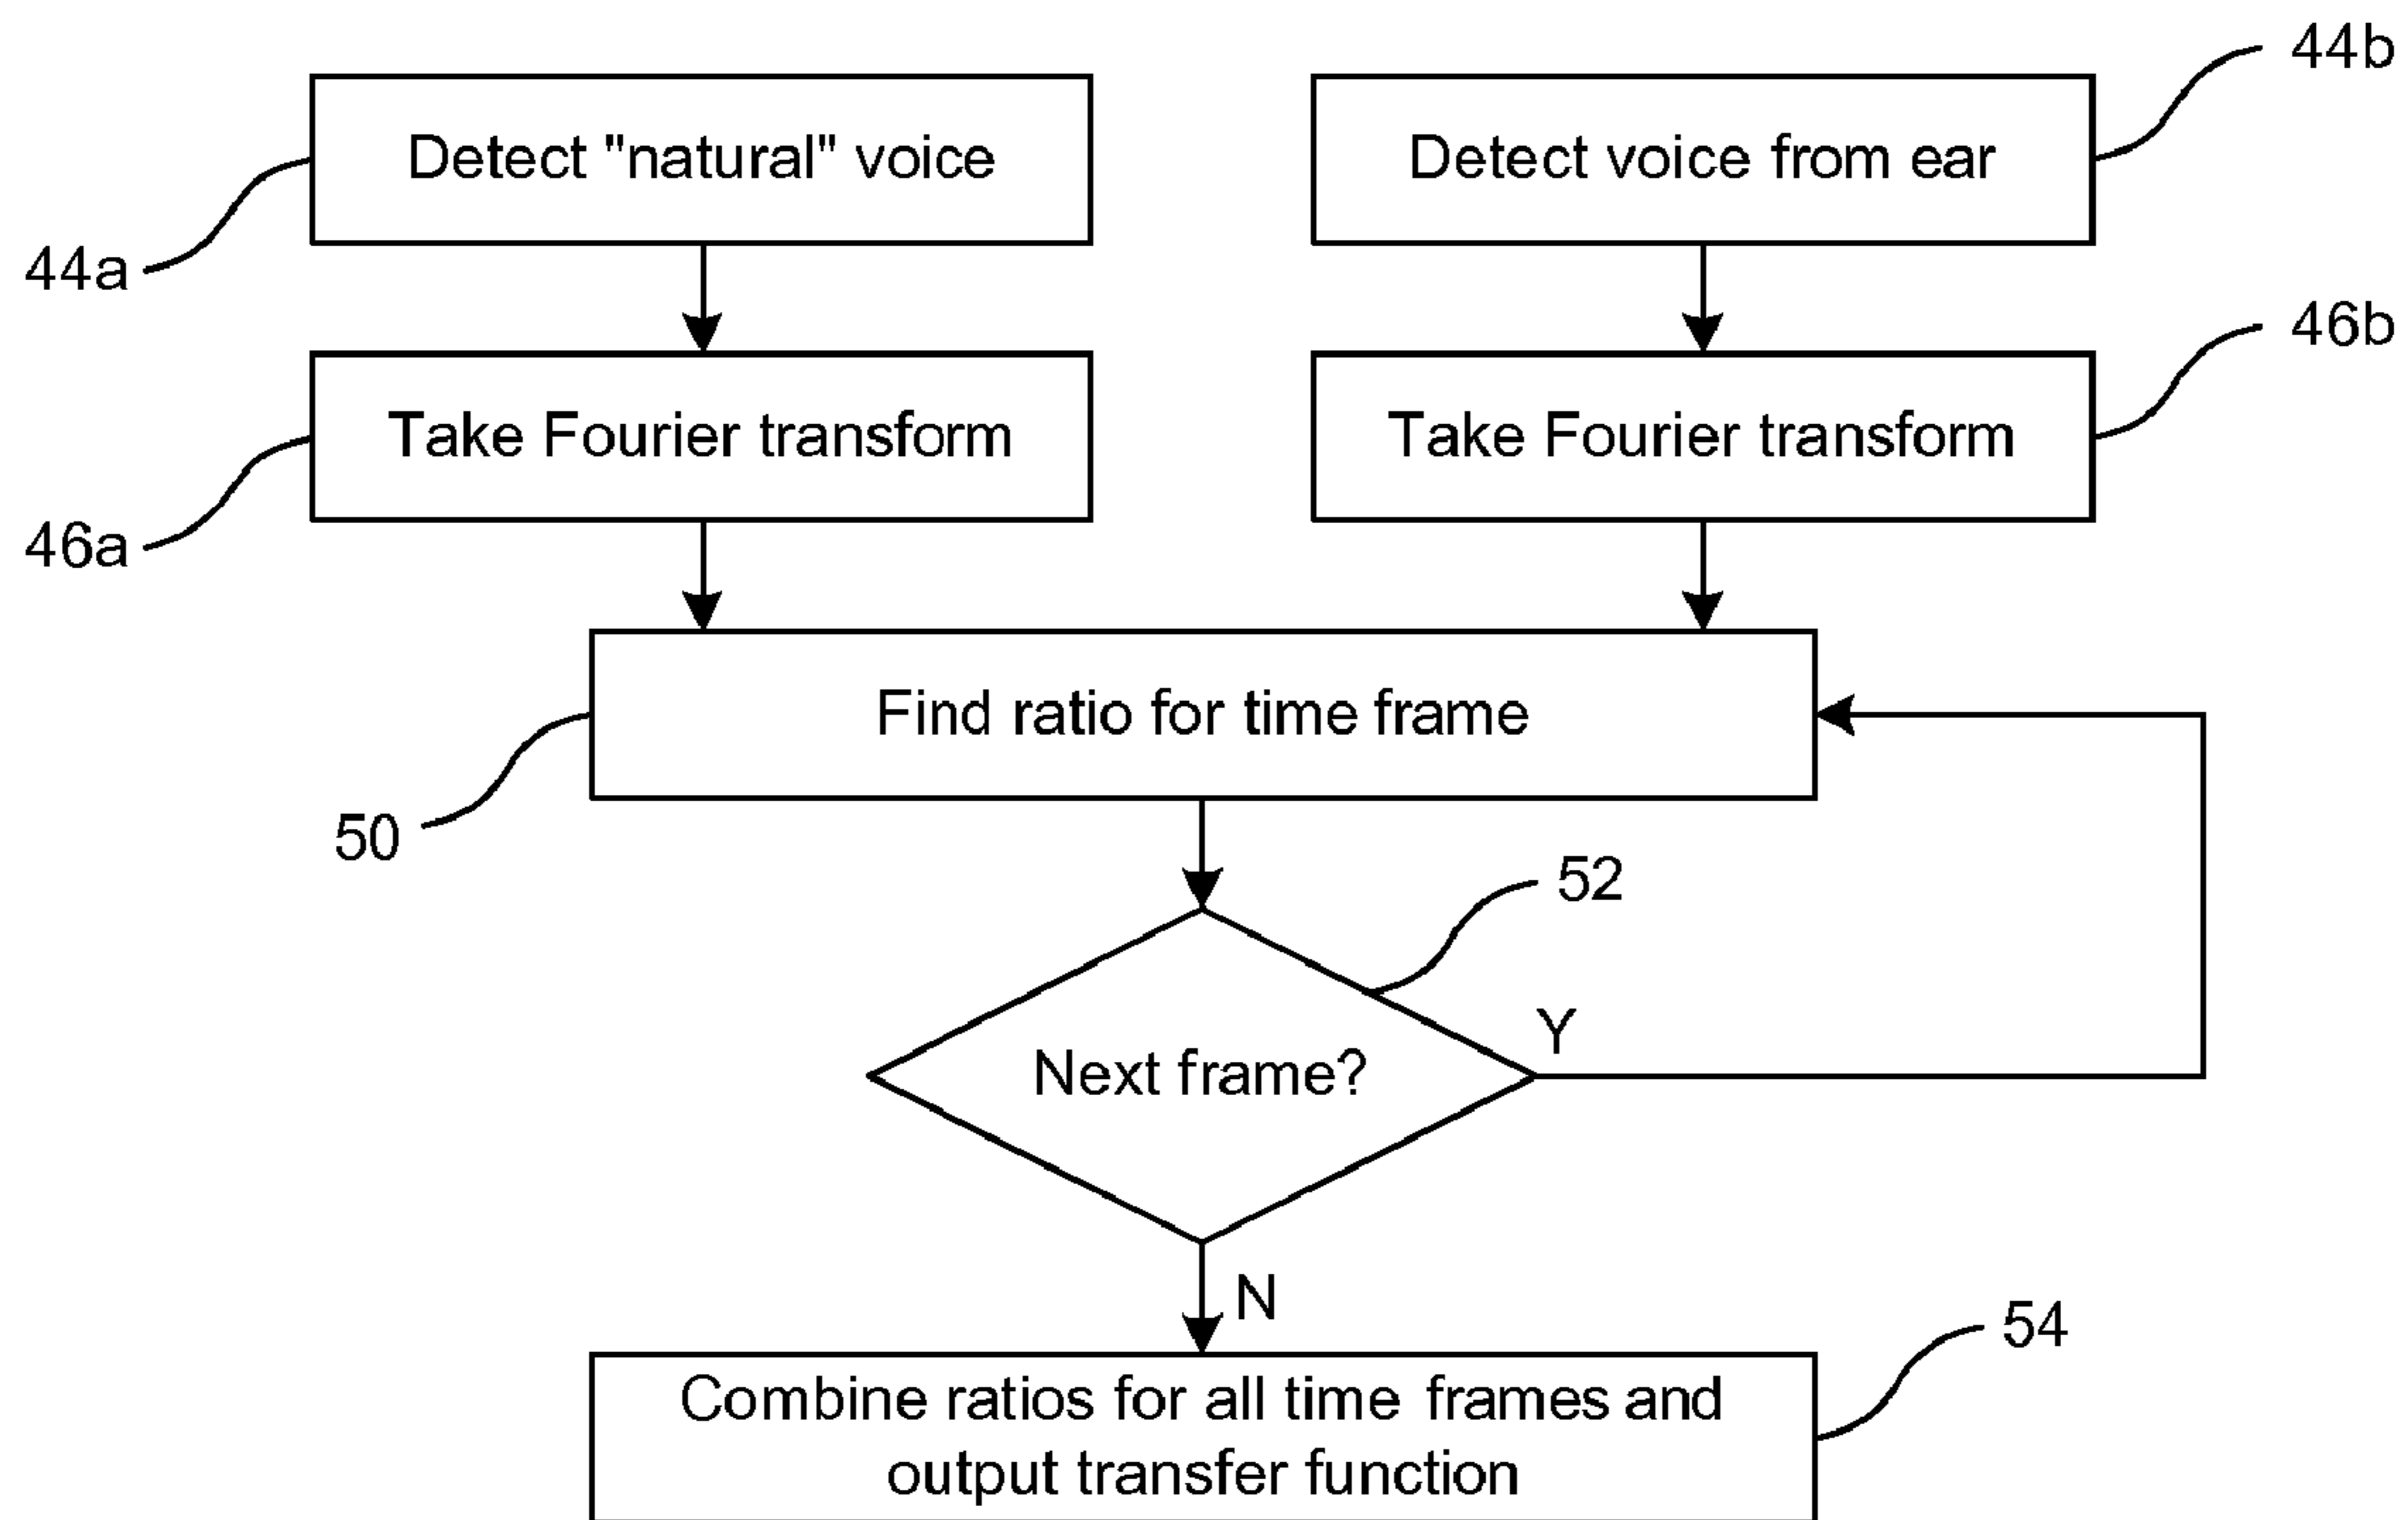 44b
Detect "natural" voice
Detect voice from ear
44a
46b
Take Fourier transform
Take Fourier transform
46a
Find ratio for time frame
50
52
Y
Next frame?
N
54
Combine ratios for all time frames and
output transfer function